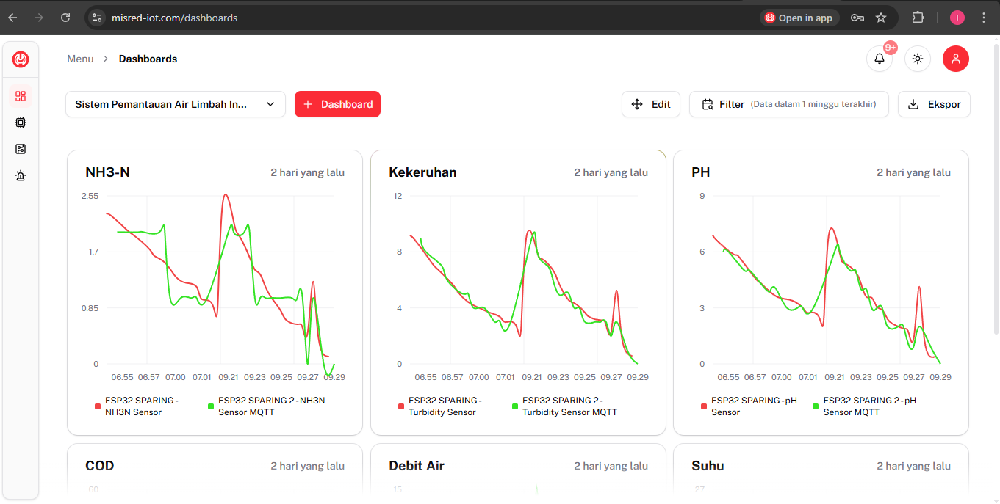 misred-iot.com/dashboards
Open in app
I
Menu > Dashboards
9+
Sistem Pemantauan Air Limbah In...
+ Dashboard
Edit
Filter (Data dalam 1 minggu terakhir)
Ekspor
NH3-N
2 hari yang lalu
2.55
1.7
0.85
0
06.55 06.57 07.00 07.01 09.21 09.23 09.25 09.27 09.29
ESP32 SPARING - NH3N Sensor
ESP32 SPARING 2 - NH3N Sensor MQTT
Kekeruhan
2 hari yang lalu
12
8
4
0
06.55 06.57 07.00 07.01 09.21 09.23 09.25 09.27 09.29
ESP32 SPARING - Turbidity Sensor
ESP32 SPARING 2 - Turbidity Sensor MQTT
PH
2 hari yang lalu
9
6
3
0
06.55 06.57 07.00 07.01 09.21 09.23 09.25 09.27 09.29
ESP32 SPARING - pH Sensor
ESP32 SPARING 2 - pH Sensor MQTT
COD
2 hari yang lalu
60
Debit Air
2 hari yang lalu
15
Suhu
2 hari yang lalu
27